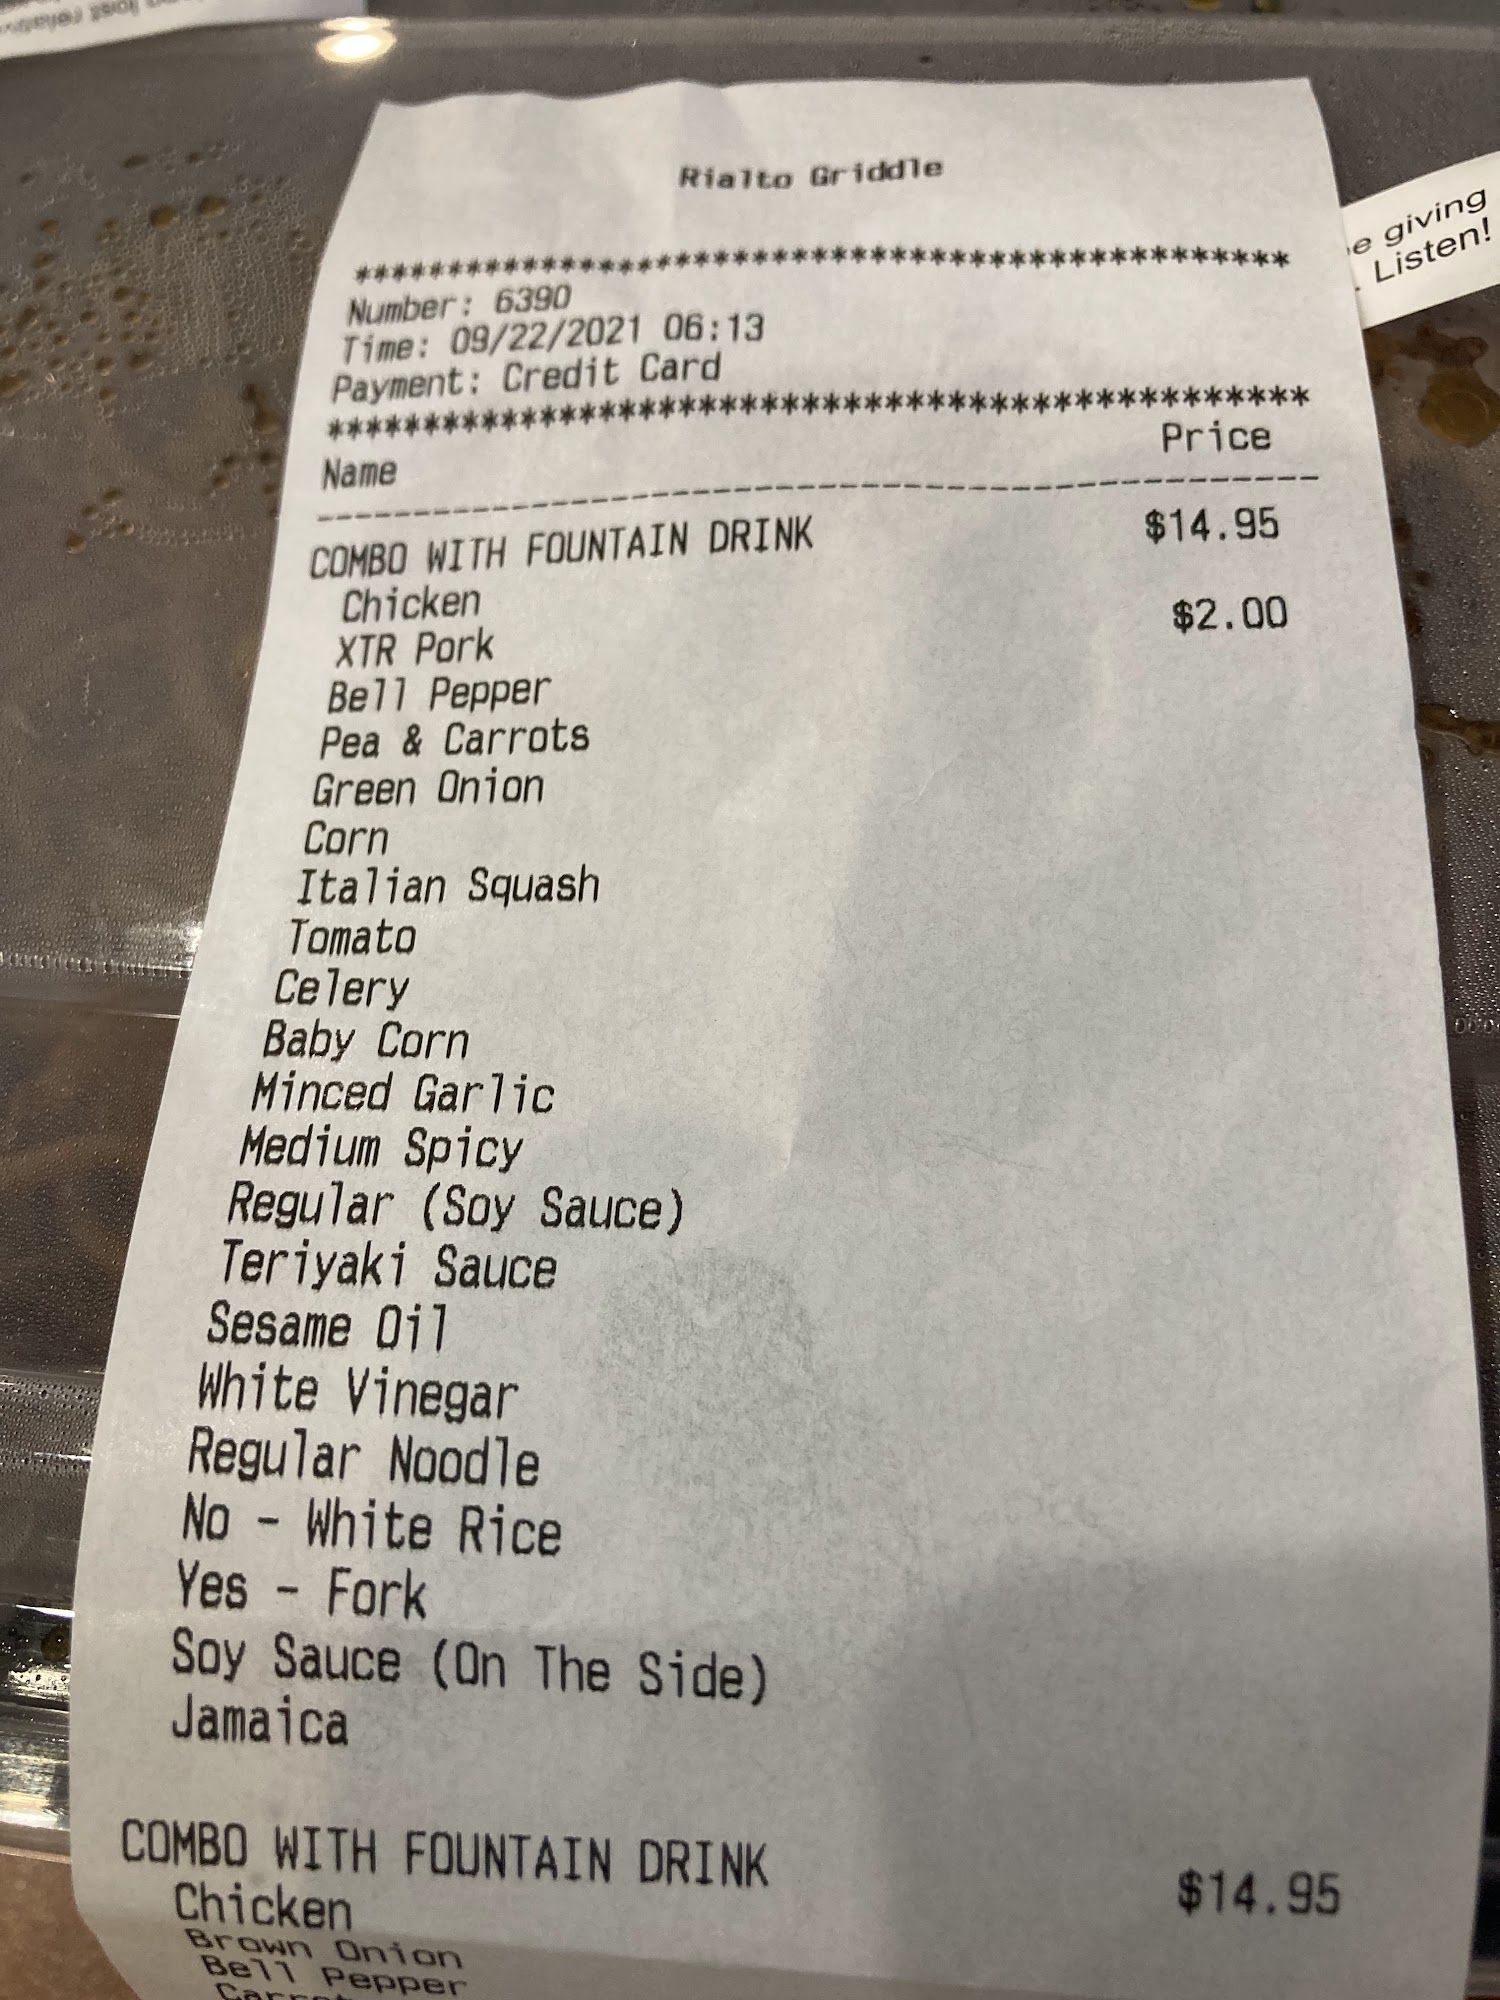 Rialto Griddle
**********************************************
Number: 6390
Time: 09/22/2021 06:13
Payment: Credit Card
**********************************************
Name Price
------------------------------------------------
COMBO WITH FOUNTAIN DRINK $14.95
Chicken
XTR Pork $2.00
Bell Pepper
Pea & Carrots
Green Onion
Corn
Italian Squash
Tomato
Celery
Baby Corn
Minced Garlic
Medium Spicy
Regular (Soy Sauce)
Teriyaki Sauce
Sesame Oil
White Vinegar
Regular Noodle
No - White Rice
Yes - Fork
Soy Sauce (On The Side)
Jamaica
COMBO WITH FOUNTAIN DRINK $14.95
Chicken
Brown Onion
Bell Pepper
giving
Listen!
lost